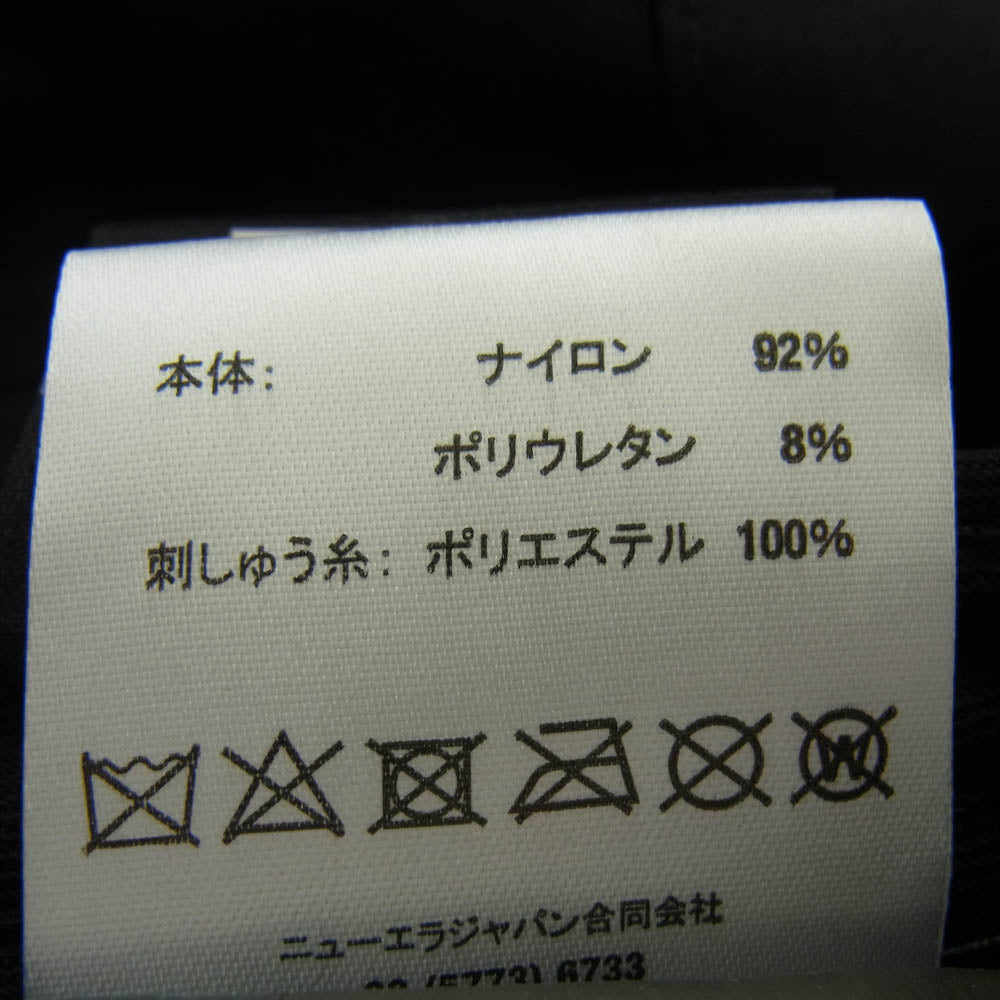 本体: ナイロン 92%
ポリウレタン 8%
刺しゅう糸: ポリエステル 100%
W
ニューエラジャパン合同会社
(5773) 6733